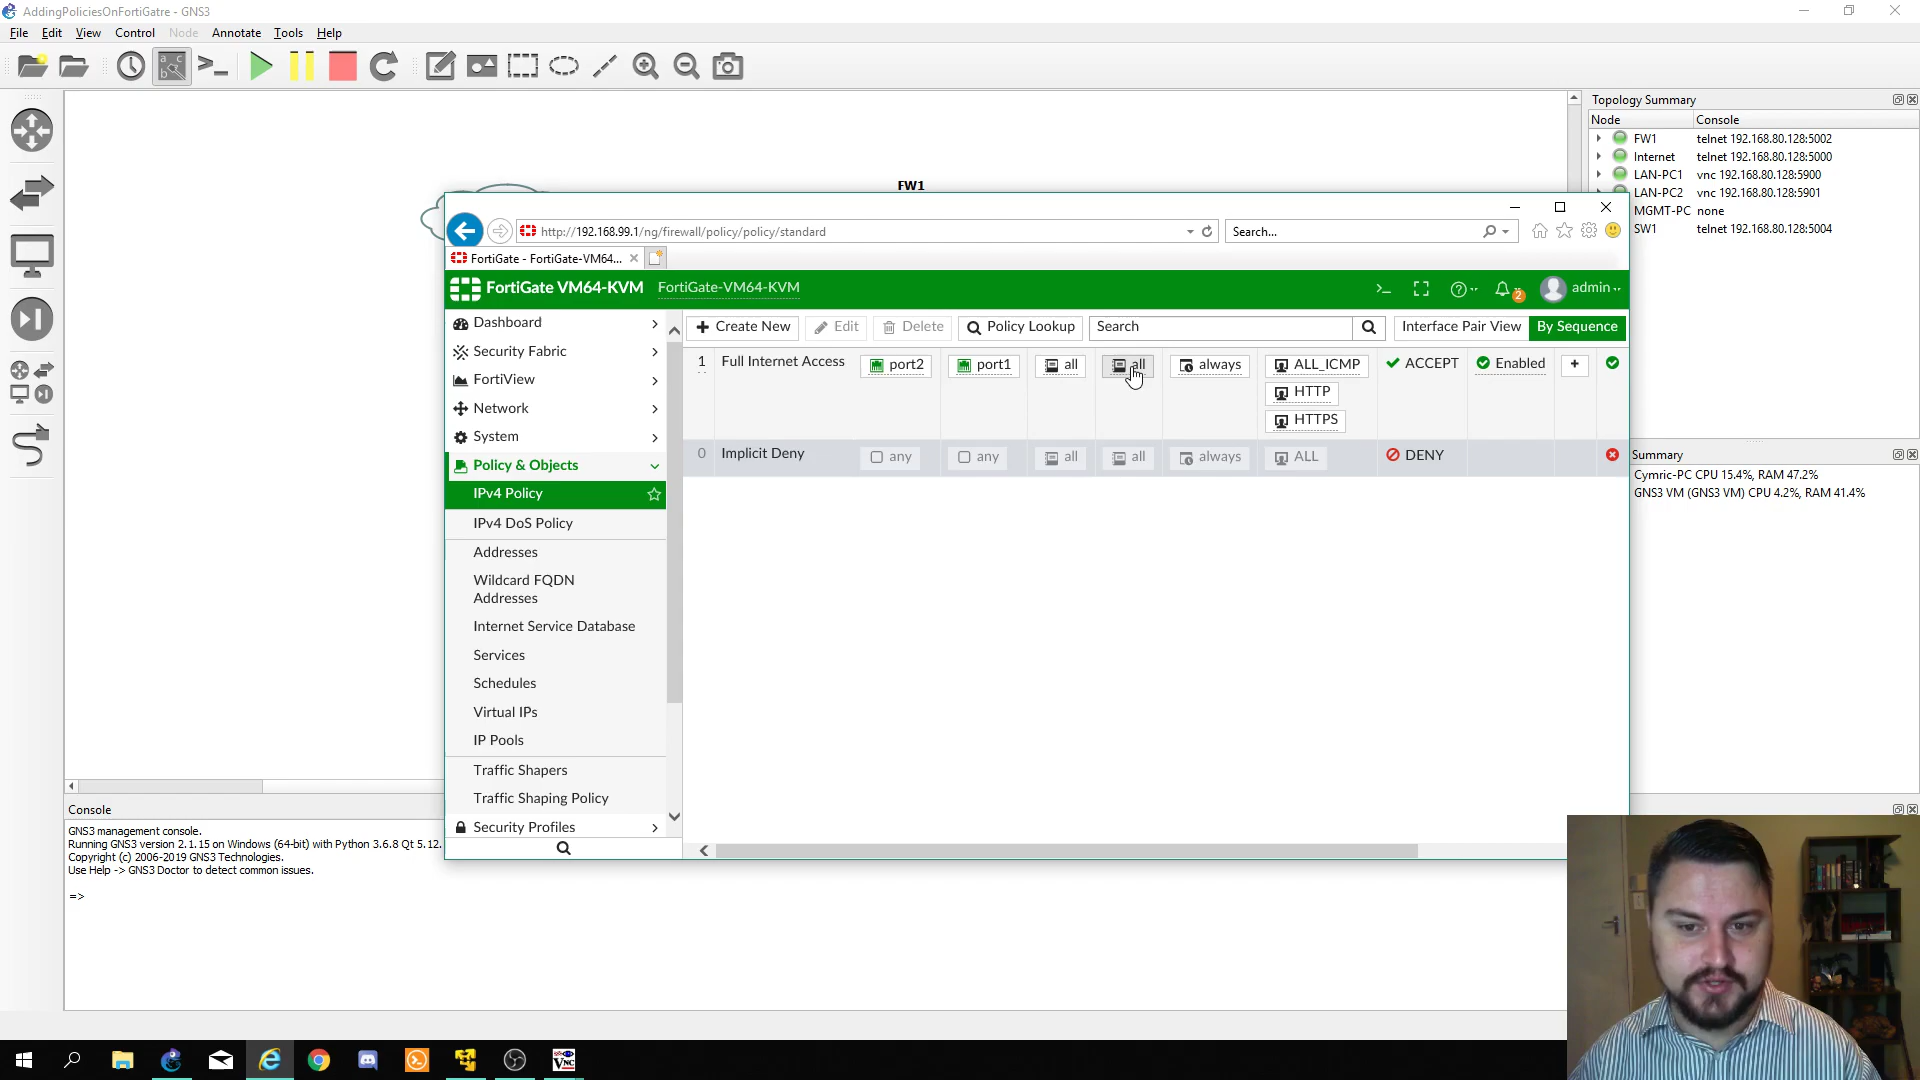 AddingPoliciesOnFortiGatre - GNS3
File Edit View Control Node Annotate Tools Help
Topology Summary
Node Console
FW1 telnet 192.168.80.128:5002
Internet telnet 192.168.80.128:5000
LAN-PC1 vnc 192.168.80.128:5900
LAN-PC2 vnc 192.168.80.128:5901
MGMT-PC none
SW1 telnet 192.168.80.128:5004
FW1
http://192.168.99.1/ng/firewall/policy/policy/standard
Search...
FortiGate - FortiGate-VM64...
FortiGate VM64-KVM FortiGate-VM64-KVM
2
admin
Dashboard
Security Fabric
FortiView
Network
System
Policy & Objects
IPv4 Policy
IPv4 DoS Policy
Addresses
Wildcard FQDN
Addresses
Internet Service Database
Services
Schedules
Virtual IPs
IP Pools
Traffic Shapers
Traffic Shaping Policy
Security Profiles
Create New Edit Delete Policy Lookup Search Interface Pair View By Sequence
1 Full Internet Access port2 port1 all all always ALL_ICMP ACCEPT Enabled
HTTP
HTTPS
0 Implicit Deny any any all all always ALL DENY
Summary
Cymric-PC CPU 15.4%, RAM 47.2%
GNS3 VM (GNS3 VM) CPU 4.2%, RAM 41.4%
Console
GNS3 management console.
Running GNS3 version 2.1.15 on Windows (64-bit) with Python 3.6.8 Qt 5.12.
Copyright (c) 2006-2019 GNS3 Technologies.
Use Help -> GNS3 Doctor to detect common issues.
=>